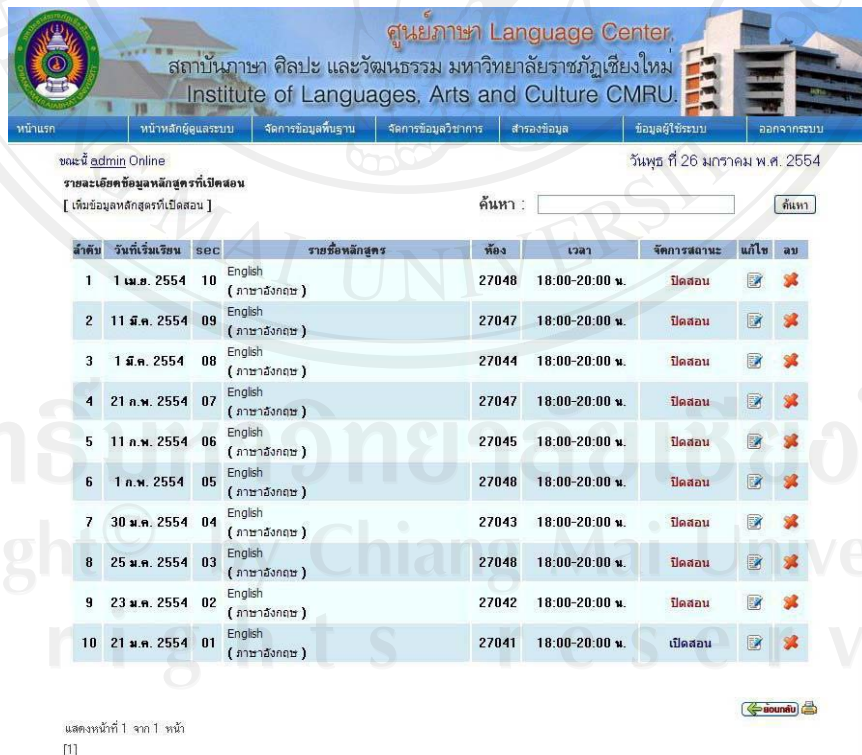 ศูนย์ภาษา Language Center,
สถาบันภาษา ศิลปะ และวัฒนธรรม มหาวิทยาลัยราชภัฏเชียงใหม่
Institute of Languages, Arts and Culture CMRU.
หน้าแรก หน้าหลักผู้ดูแลระบบ จัดการข้อมูลพื้นฐาน จัดการข้อมูลวิชาการ สำรองข้อมูล ข้อมูลผู้ใช้ระบบ ออกจากระบบ
ขณะนี้ admin Online วันพุธ ที่ 26 มกราคม พ.ศ. 2554
รายละเอียดข้อมูลหลักสูตรที่เปิดสอน
[ เพิ่มข้อมูลหลักสูตรที่เปิดสอน ] ค้นหา : ค้นหา
ลำดับ วันที่เริ่มเรียน sec รายชื่อหลักสูตร ห้อง เวลา จัดการสถานะ แก้ไข ลบ
1 1 เม.ย. 2554 10 English 27048 18:00-20:00 น. ปิดสอน
( ภาษาอังกฤษ )
2 11 มี.ค. 2554 09 English 27047 18:00-20:00 น. ปิดสอน
( ภาษาอังกฤษ )
3 1 มี.ค. 2554 08 English 27044 18:00-20:00 น. ปิดสอน
( ภาษาอังกฤษ )
4 21 ก.พ. 2554 07 English 27047 18:00-20:00 น. ปิดสอน
( ภาษาอังกฤษ )
5 11 ก.พ. 2554 06 English 27045 18:00-20:00 น. ปิดสอน
( ภาษาอังกฤษ )
6 1 ก.พ. 2554 05 English 27048 18:00-20:00 น. ปิดสอน
( ภาษาอังกฤษ )
7 30 ม.ค. 2554 04 English 27043 18:00-20:00 น. ปิดสอน
( ภาษาอังกฤษ )
8 25 ม.ค. 2554 03 English 27048 18:00-20:00 น. ปิดสอน
( ภาษาอังกฤษ )
9 23 ม.ค. 2554 02 English 27042 18:00-20:00 น. ปิดสอน
( ภาษาอังกฤษ )
10 21 ม.ค. 2554 01 English 27041 18:00-20:00 น. เปิดสอน
( ภาษาอังกฤษ )
ย้อนกลับ
แสดงหน้าที่ 1 จาก 1 หน้า
[1]